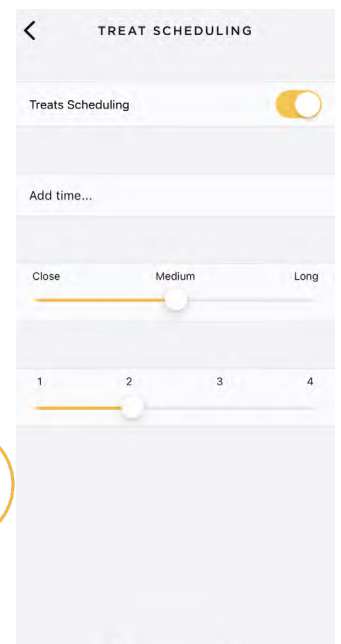 TREAT SCHEDULING
Treats Scheduling
Add time...
Close Medium Long
1 2 3 4